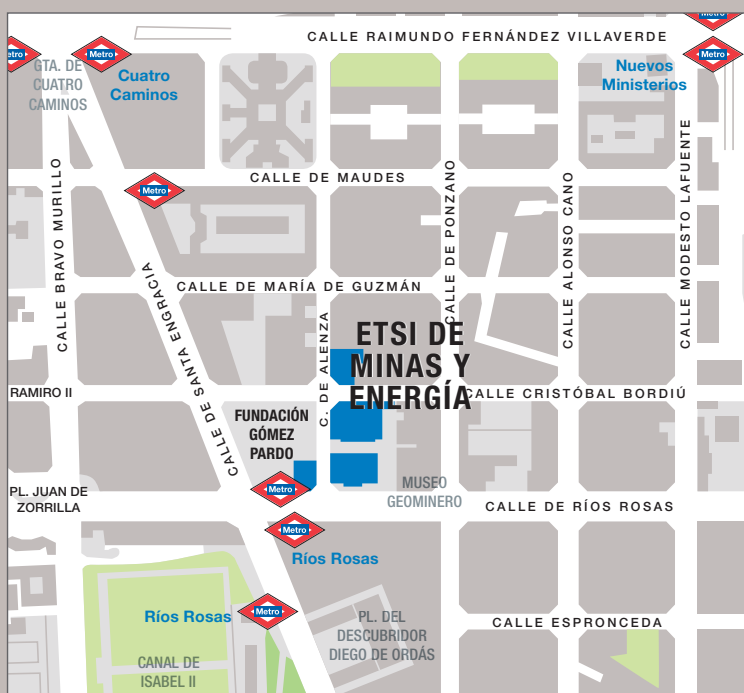 CALLE RAIMUNDO FERNÁNDEZ VILLAVERDE
Metro
Metro
Metro
Metro
GTA. DE
CUATRO
CAMINOS
Cuatro
Caminos
Nuevos
Ministerios
CALLE DE MAUDES
Metro
CALLE BRAVO MURILLO
CALLE DE SANTA ENGRACIA
CALLE DE PONZANO
CALLE ALONSO CANO
CALLE MODESTO LAFUENTE
CALLE DE MARÍA DE GUZMÁN
C. DE ALENZA
ETSI DE
MINAS Y
ENERGÍA
RAMIRO II
CALLE CRISTÓBAL BORDIÚ
FUNDACIÓN
GÓMEZ
PARDO
Metro
MUSEO
GEOMINERO
PL. JUAN DE
ZORRILLA
CALLE DE RÍOS ROSAS
Metro
Ríos Rosas
Metro
Ríos Rosas
PL. DEL
DESCUBRIDOR
DIEGO DE ORDÁS
CALLE ESPRONCEDA
CANAL DE
ISABEL II